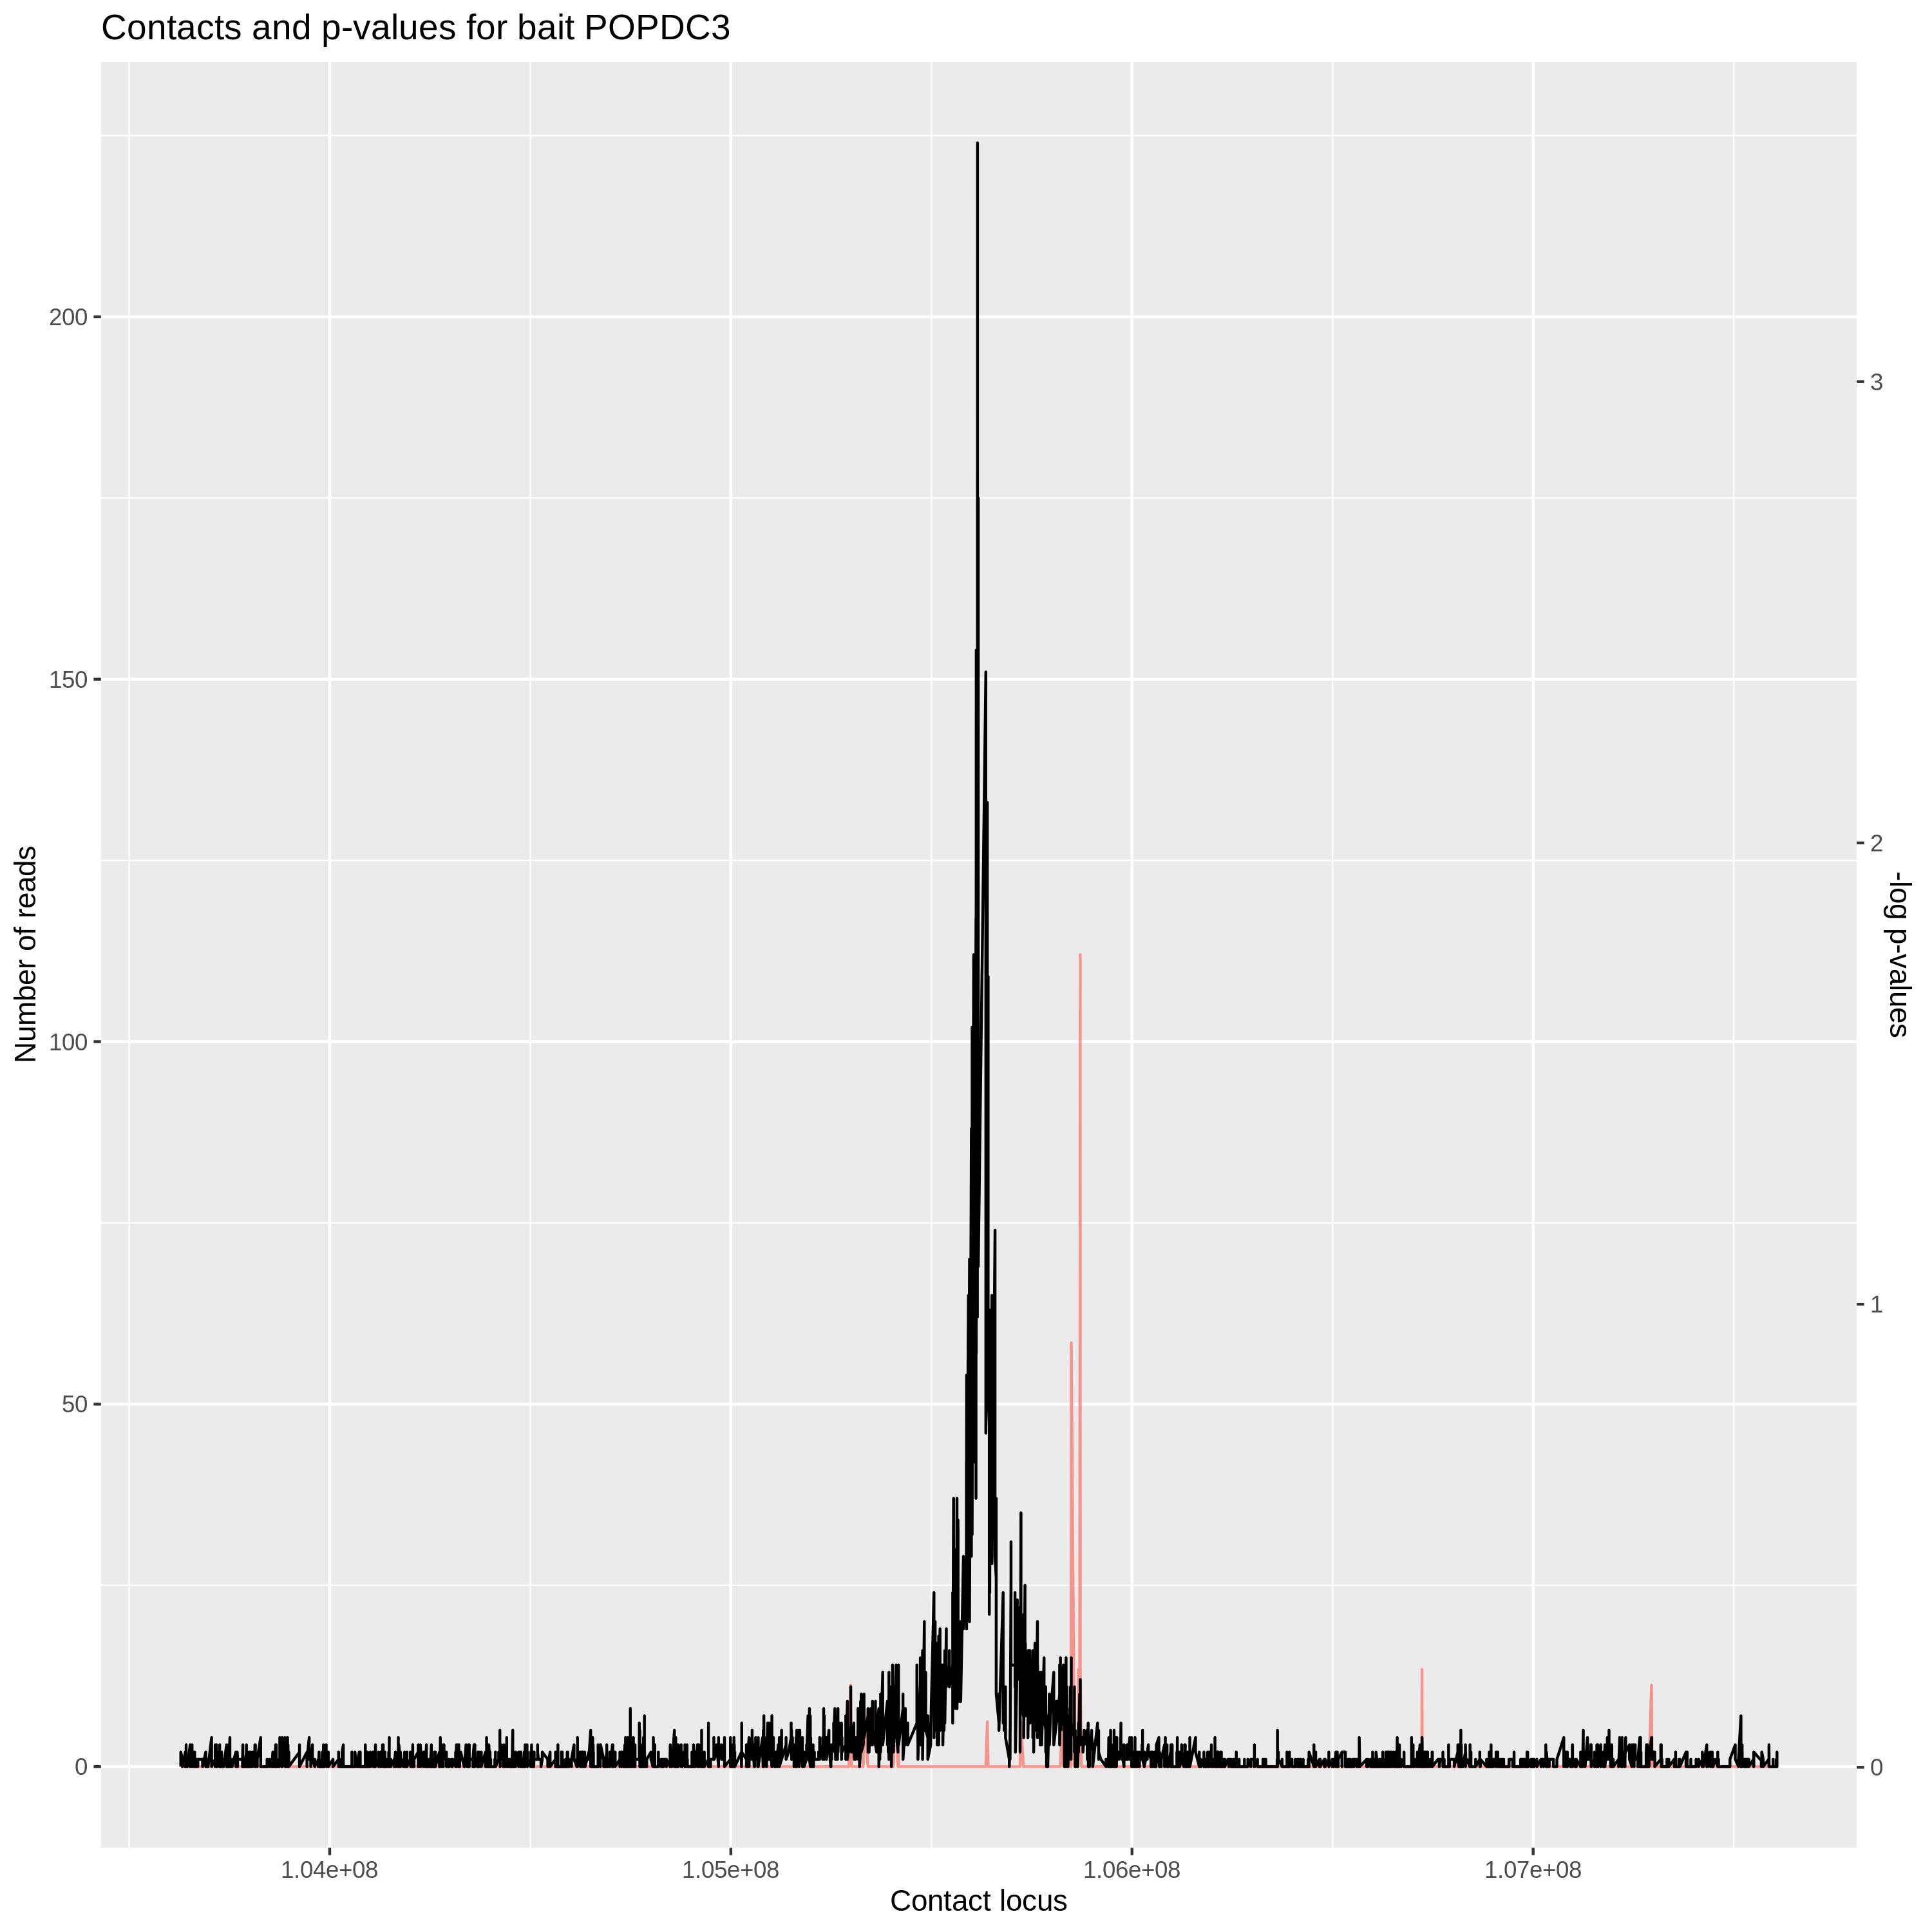 Contacts and p-values for bait POPDC3
Number of reads
200
150
100
50
0
3
2
1
0
-log p-values
1.04e+08
1.05e+08
1.06e+08
1.07e+08
Contact locus